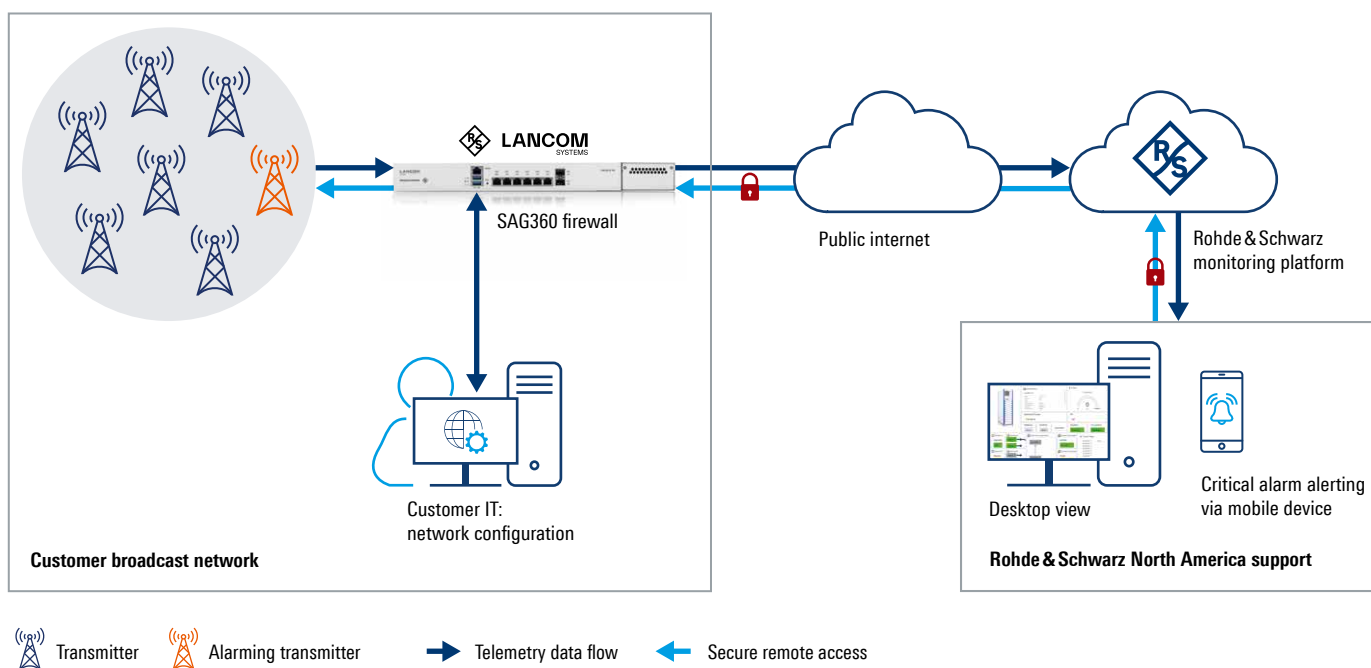 R S
LANCOM
SYSTEMS
LANCOM
SAG360 firewall
Public internet
R S
Rohde & Schwarz
monitoring platform
Customer IT:
network configuration
Customer broadcast network
Desktop view
Critical alarm alerting
via mobile device
Rohde & Schwarz North America support
Transmitter
Alarming transmitter
Telemetry data flow
Secure remote access